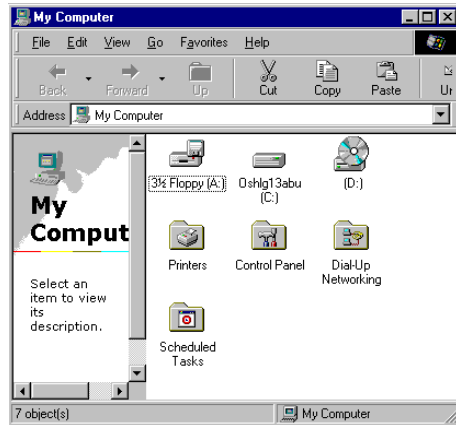 My Computer
File Edit View Go Favorites Help
Back Forward Up Cut Copy Paste Ur
Address My Computer
3½ Floppy (A:)
Oshlg13abu
(C:)
(D:)
My
Comput
Select an
item to view
its
description.
Printers
Control Panel
Dial-Up
Networking
Scheduled
Tasks
7 object(s) My Computer